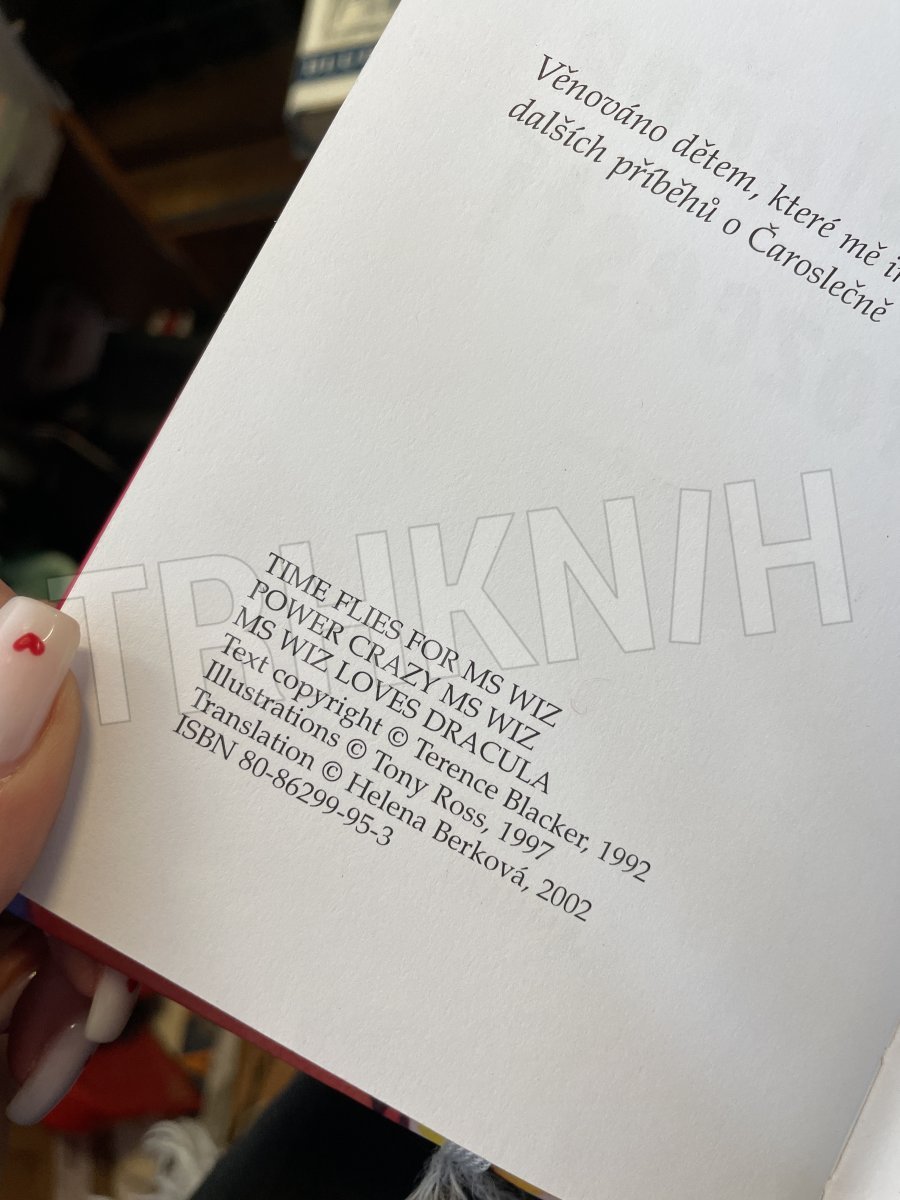 Věnováno dětem, které mě
dalších příběhů o Čaroslečně
TRHKNIH
TIME FLIES FOR MS WIZ
POWER CRAZY MS WIZ
MS WIZ LOVES DRACULA
Text copyright © Terence Blacker, 1992
Illustrations © Tony Ross, 1997
Translation © Helena Berková, 2002
ISBN 80-86299-95-3